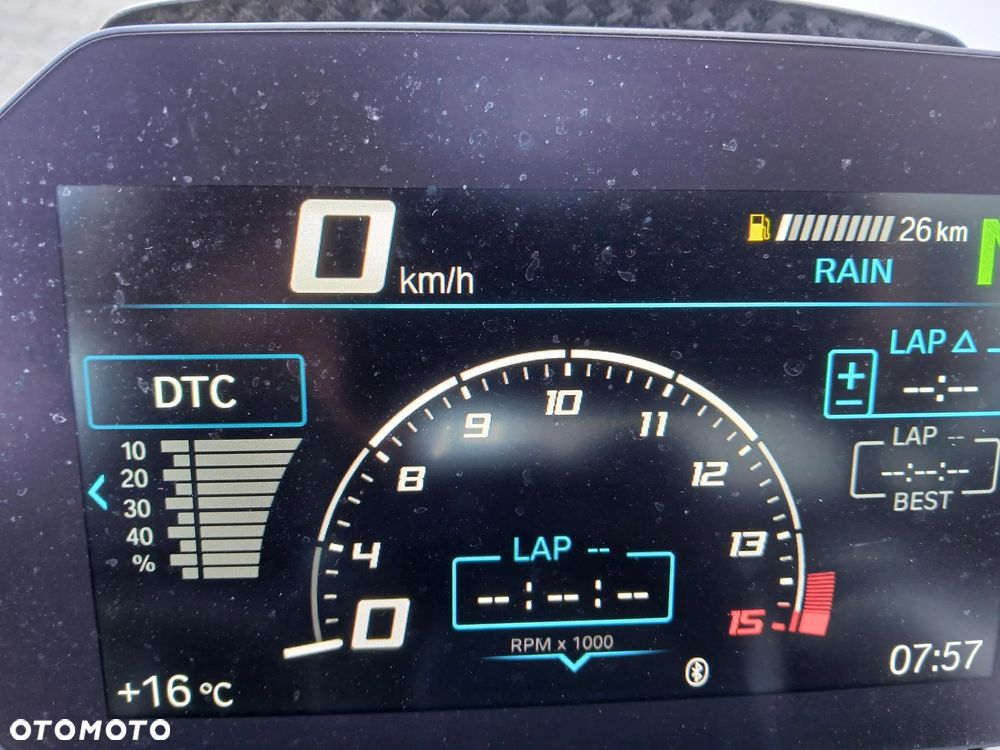 0 km/h
26 km
RAIN
N
LAP △ -
+
--:--
DTC
LAP --
--:--:--
BEST
10
20
30
40
%
0
4
8
9
10
11
12
13
15
LAP --
-- : -- : --
RPM x 1000
07:57
+16 °C
OTOMOTO